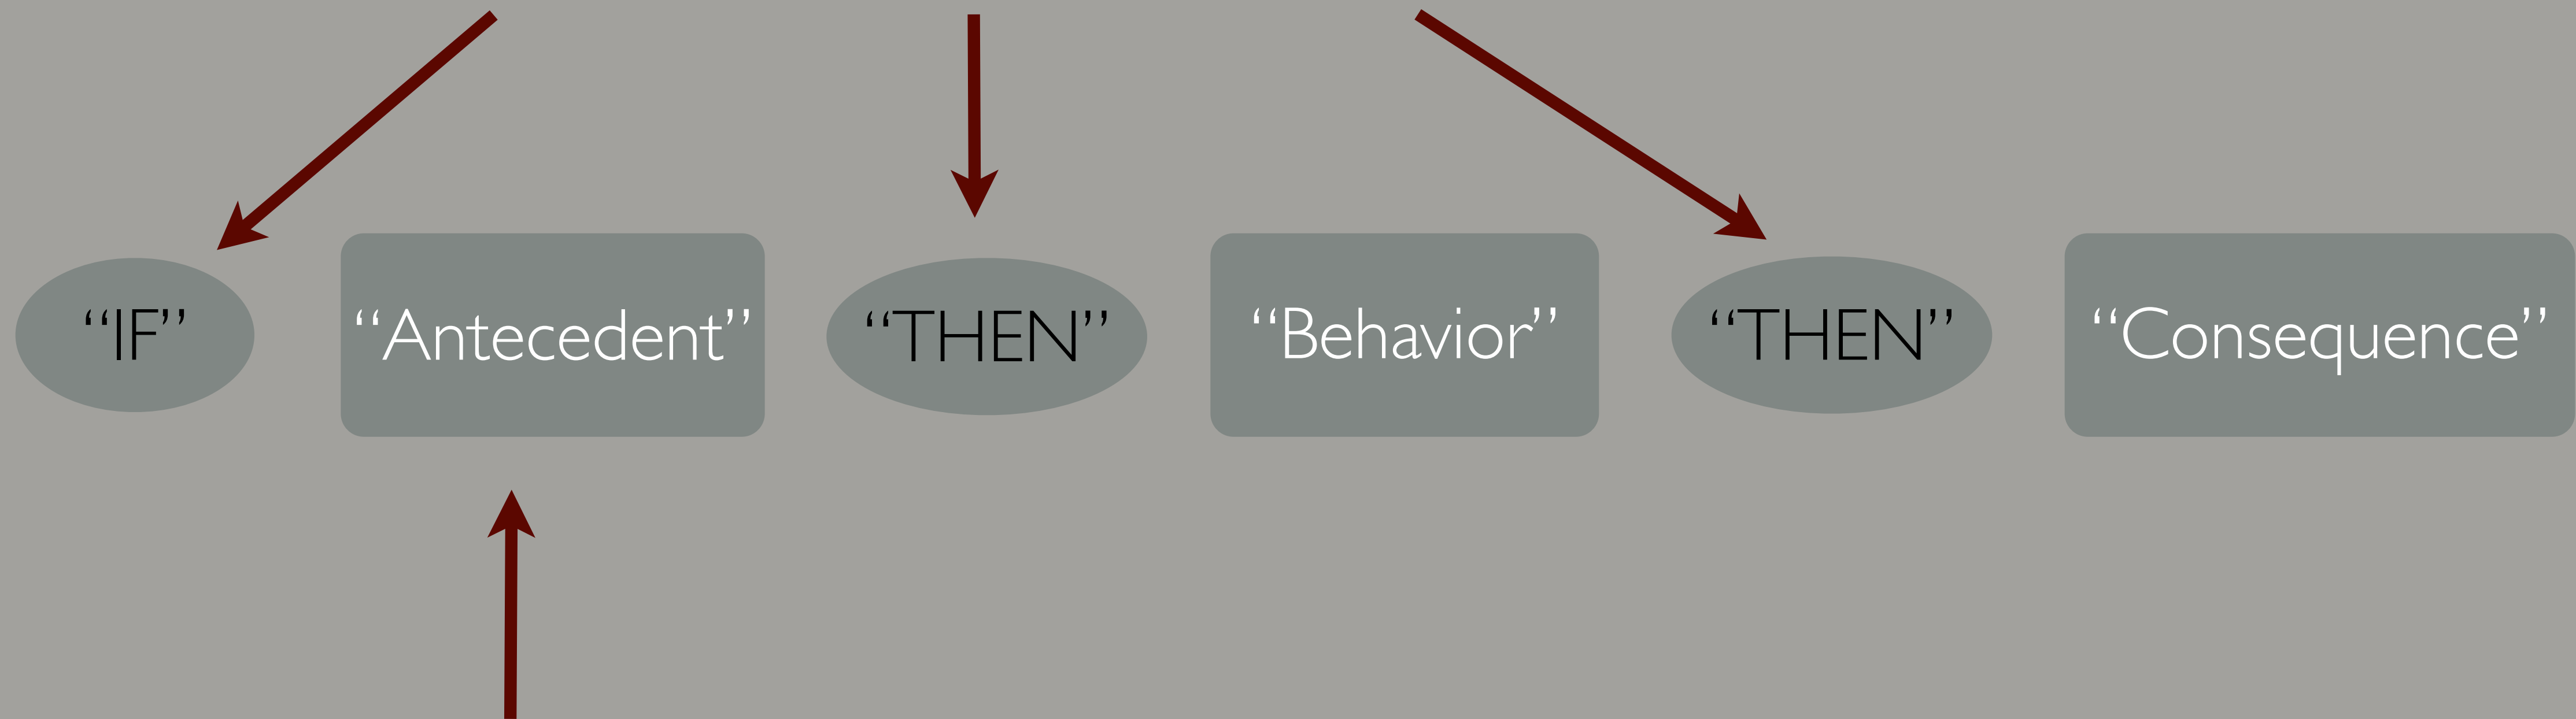 “IF” “Antecedent” “THEN” “Behavior” “THEN” “Consequence”